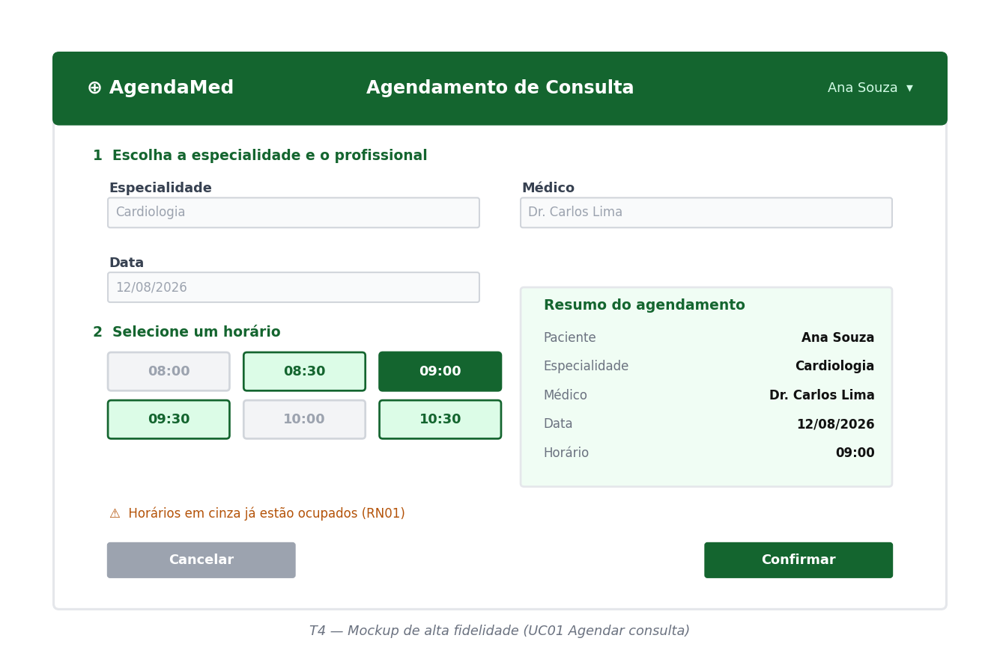 ⊕ AgendaMed
Agendamento de Consulta
Ana Souza ▼
1 Escolha a especialidade e o profissional
Especialidade
Cardiologia
Médico
Dr. Carlos Lima
Data
12/08/2026
2 Selecione um horário
08:00 08:30 09:00
09:30 10:00 10:30
Resumo do agendamento
Paciente Ana Souza
Especialidade Cardiologia
Médico Dr. Carlos Lima
Data 12/08/2026
Horário 09:00
⚠ Horários em cinza já estão ocupados (RN01)
Cancelar
Confirmar
T4 — Mockup de alta fidelidade (UC01 Agendar consulta)